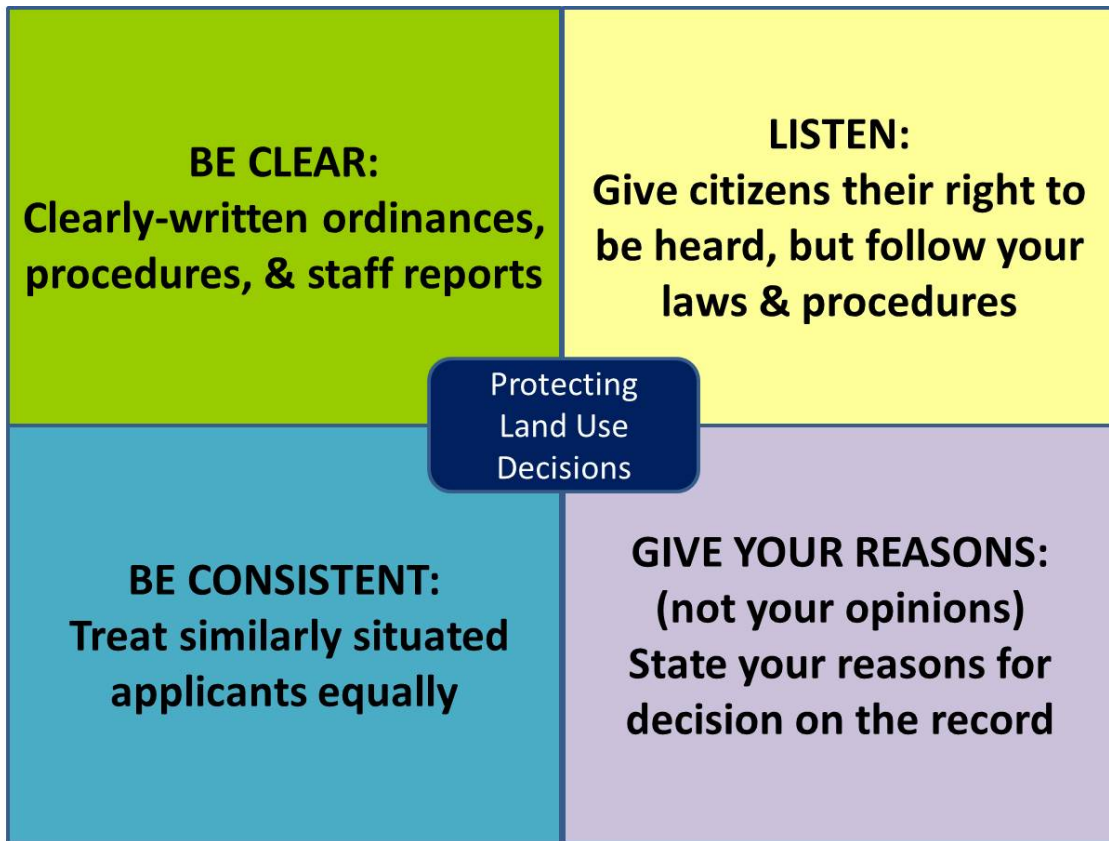 BE CLEAR:
Clearly-written ordinances,
procedures, & staff reports
LISTEN:
Give citizens their right to
be heard, but follow your
laws & procedures
Protecting
Land Use
Decisions
BE CONSISTENT:
Treat similarly situated
applicants equally
GIVE YOUR REASONS:
(not your opinions)
State your reasons for
decision on the record